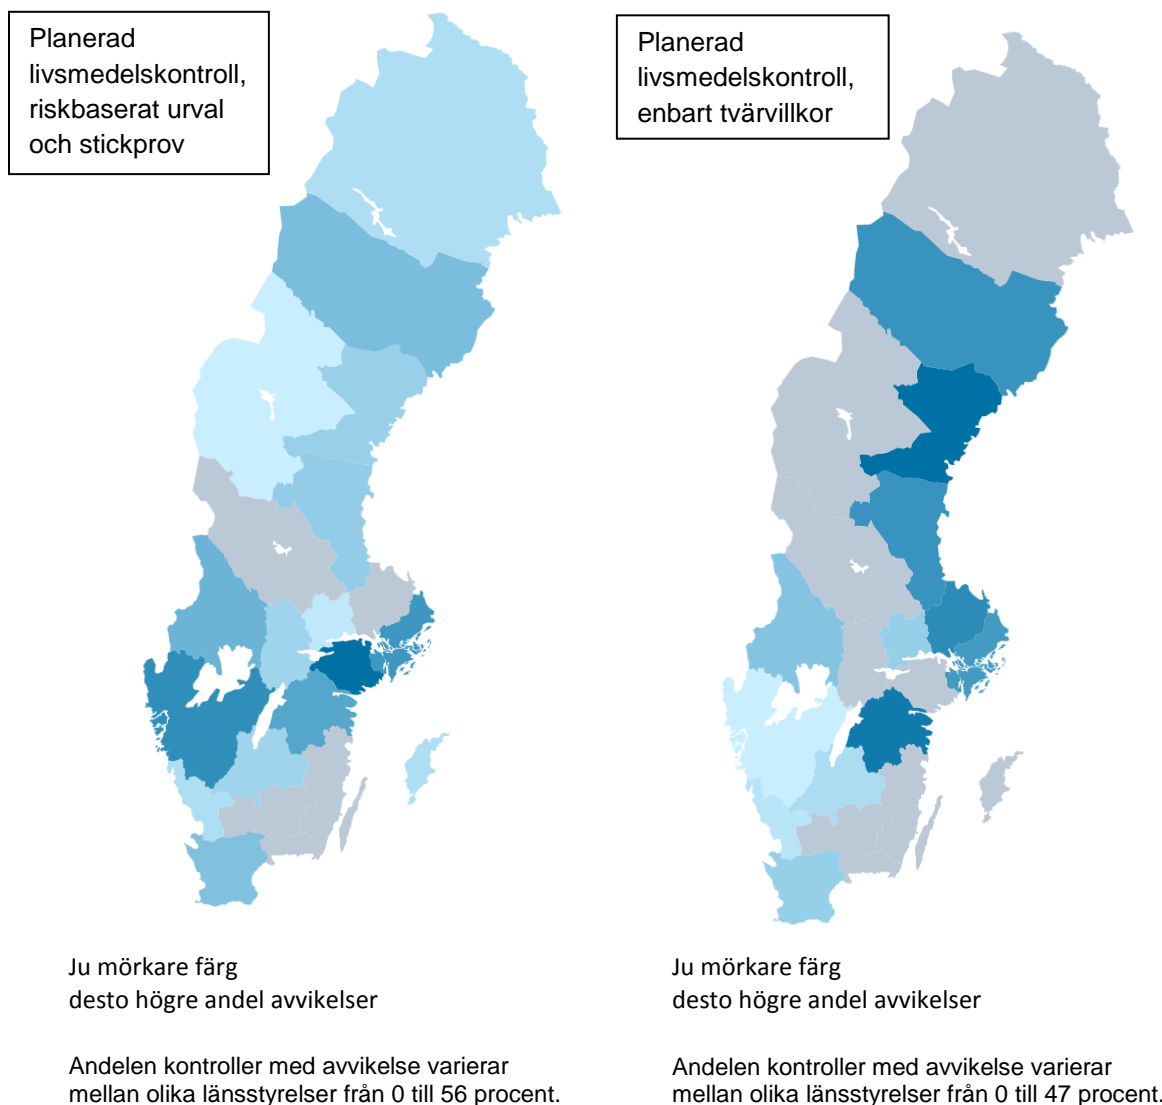 Planerad
livsmedelskontroll,
riskbaserat urval
och stickprov
Planerad
livsmedelskontroll,
enbart tvärvillkor
Ju mörkare färg
desto högre andel avvikelser
Andelen kontroller med avvikelse varierar
mellan olika länsstyrelser från 0 till 56 procent.
Ju mörkare färg
desto högre andel avvikelser
Andelen kontroller med avvikelse varierar
mellan olika länsstyrelser från 0 till 47 procent.